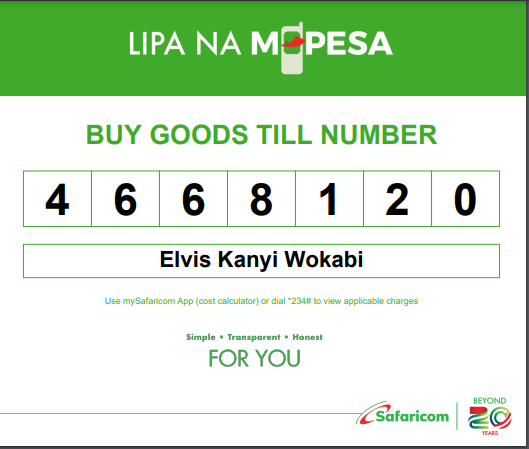 LIPA NA M-PESA
BUY GOODS TILL NUMBER
4 6 6 8 1 2 0
Elvis Kanyi Wokabi
Use mySafaricom App (cost calculator) or dial *234# to view applicable charges
Simple • Transparent • Honest
FOR YOU
Safaricom
BEYOND
20
YEARS